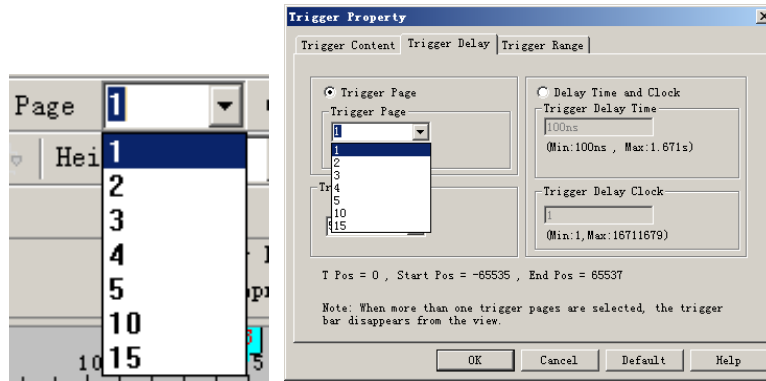 Page 1
Hei
1
2
3
4
5
10
15
10
5
Trigger Property
Trigger Content Trigger Delay Trigger Range
Trigger Page
Trigger Page
1
1
2
3
4
5
10
15
Delay Time and Clock
Trigger Delay Time
100ns
(Min:100ns , Max:1.671s)
Trigger Delay Clock
1
(Min:1,Max:16711679)
T Pos = 0 , Start Pos = -65535 , End Pos = 65537
Note: When more than one trigger pages are selected, the trigger
bar disappears from the view.
OK Cancel Default Help